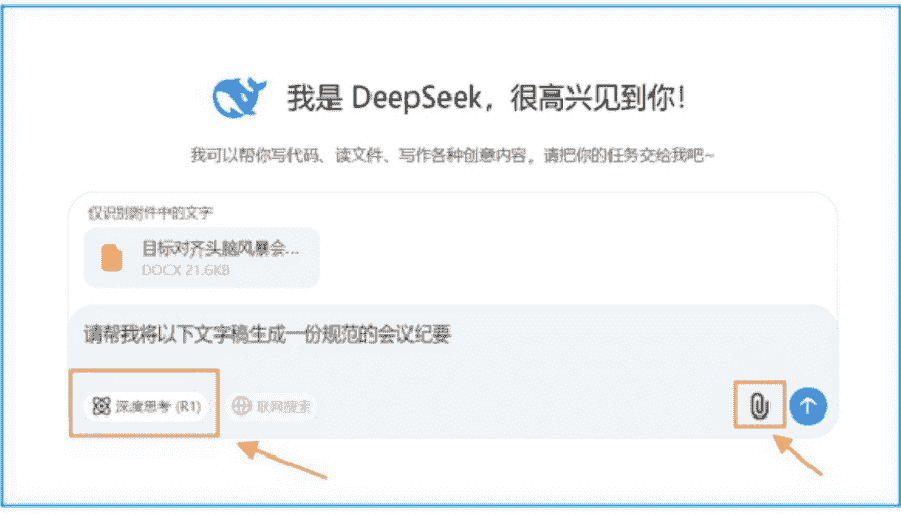 我是 DeepSeek，很高兴见到你！
我可以帮你写代码、读文件、写作各种创意内容，请把你的任务交给我吧~
仅识别附件中的文字
目标对齐头脑风暴会...
DOCX 21.6KB
请帮我将以下文字稿生成一份规范的会议纪要
深度思考 (R1) 联网搜索